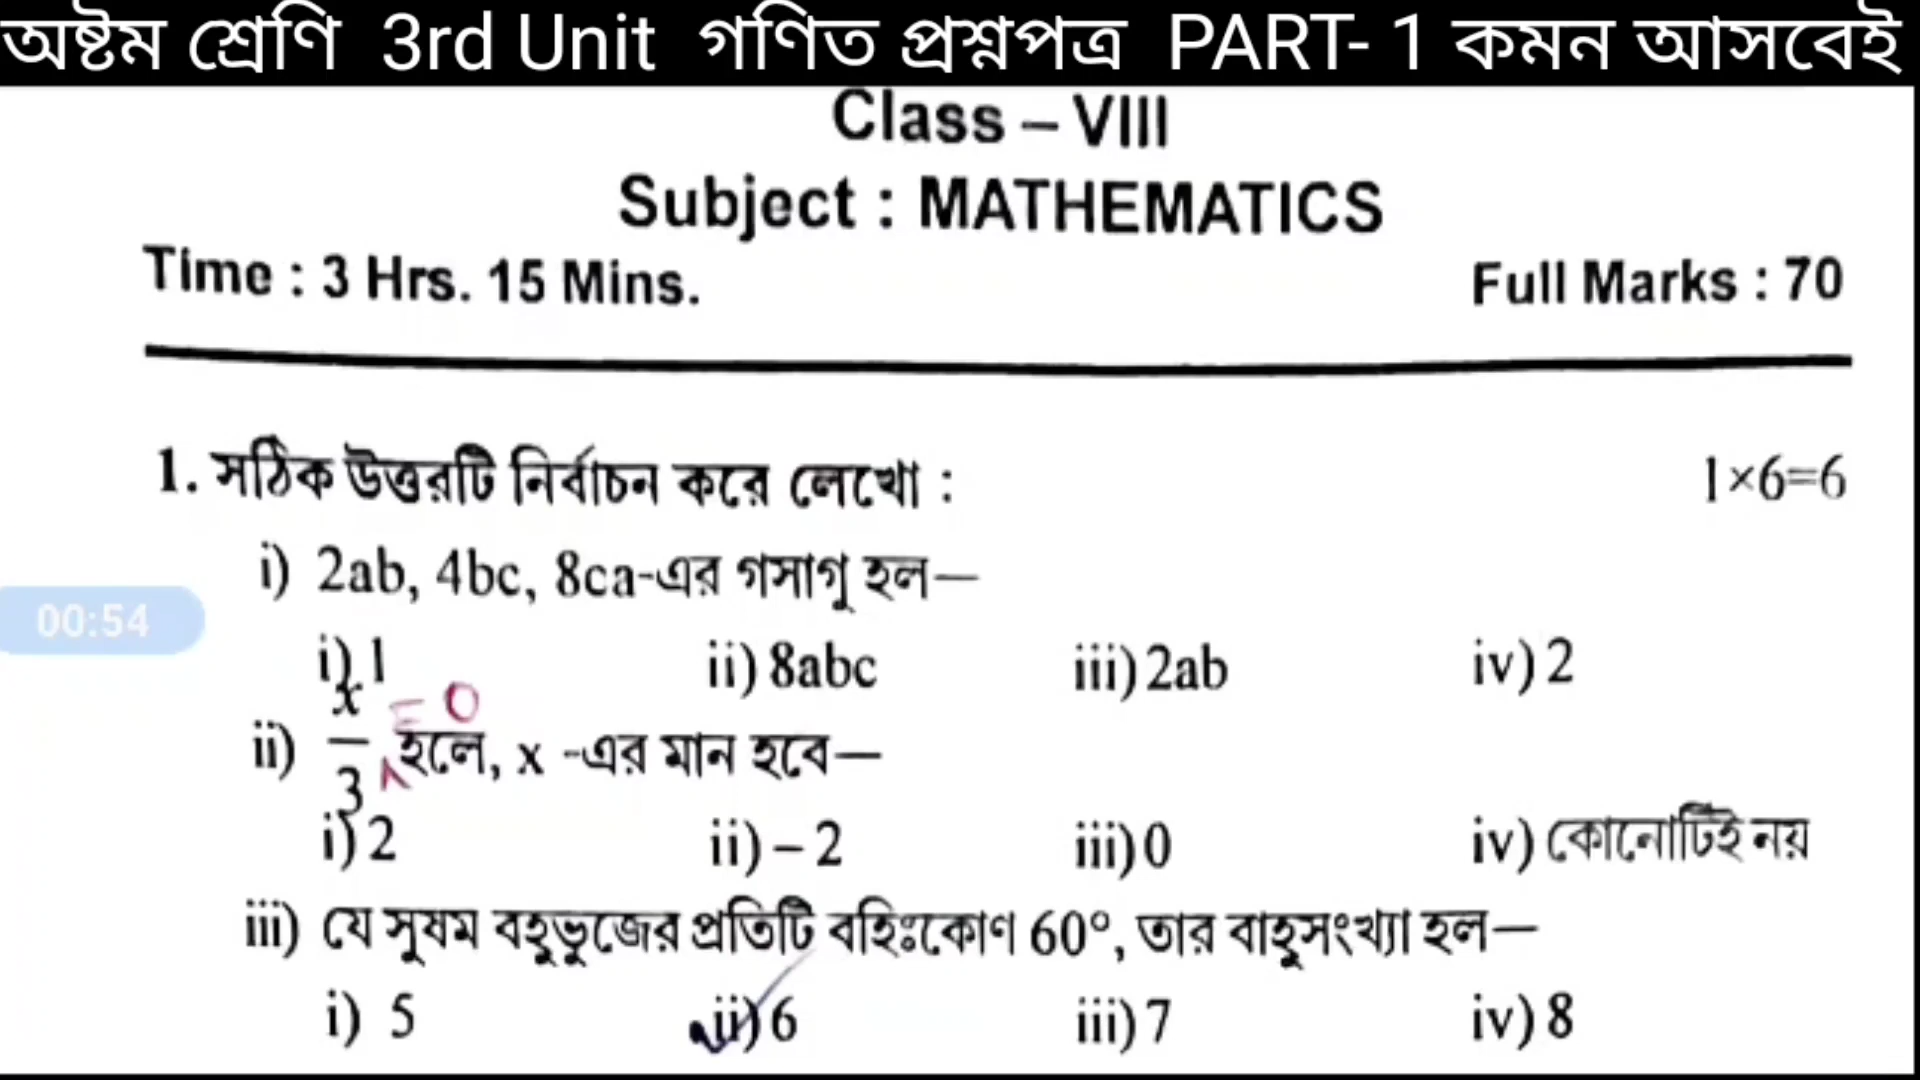 অষ্টম শ্রেণি 3rd Unit গণিত প্রশ্নপত্র PART- 1 কমন আসবেই
Class – VIII
Subject : MATHEMATICS
Time : 3 Hrs. 15 Mins.
Full Marks : 70
1. সঠিক উত্তরটি নির্বাচন করে লেখো : 1×6=6
i) 2ab, 4bc, 8ca-এর গসাগু হল—
00:54
i) 1 ii) 8abc iii) 2ab iv) 2
ii) x/3 = 0 হলে, x -এর মান হবে—
i) 2 ii) – 2 iii) 0 iv) কোনোটিই নয়
iii) যে সুষম বহুভুজের প্রতিটি বহিঃকোণ 60°, তার বাহুসংখ্যা হল—
i) 5 ii) 6 iii) 7 iv) 8